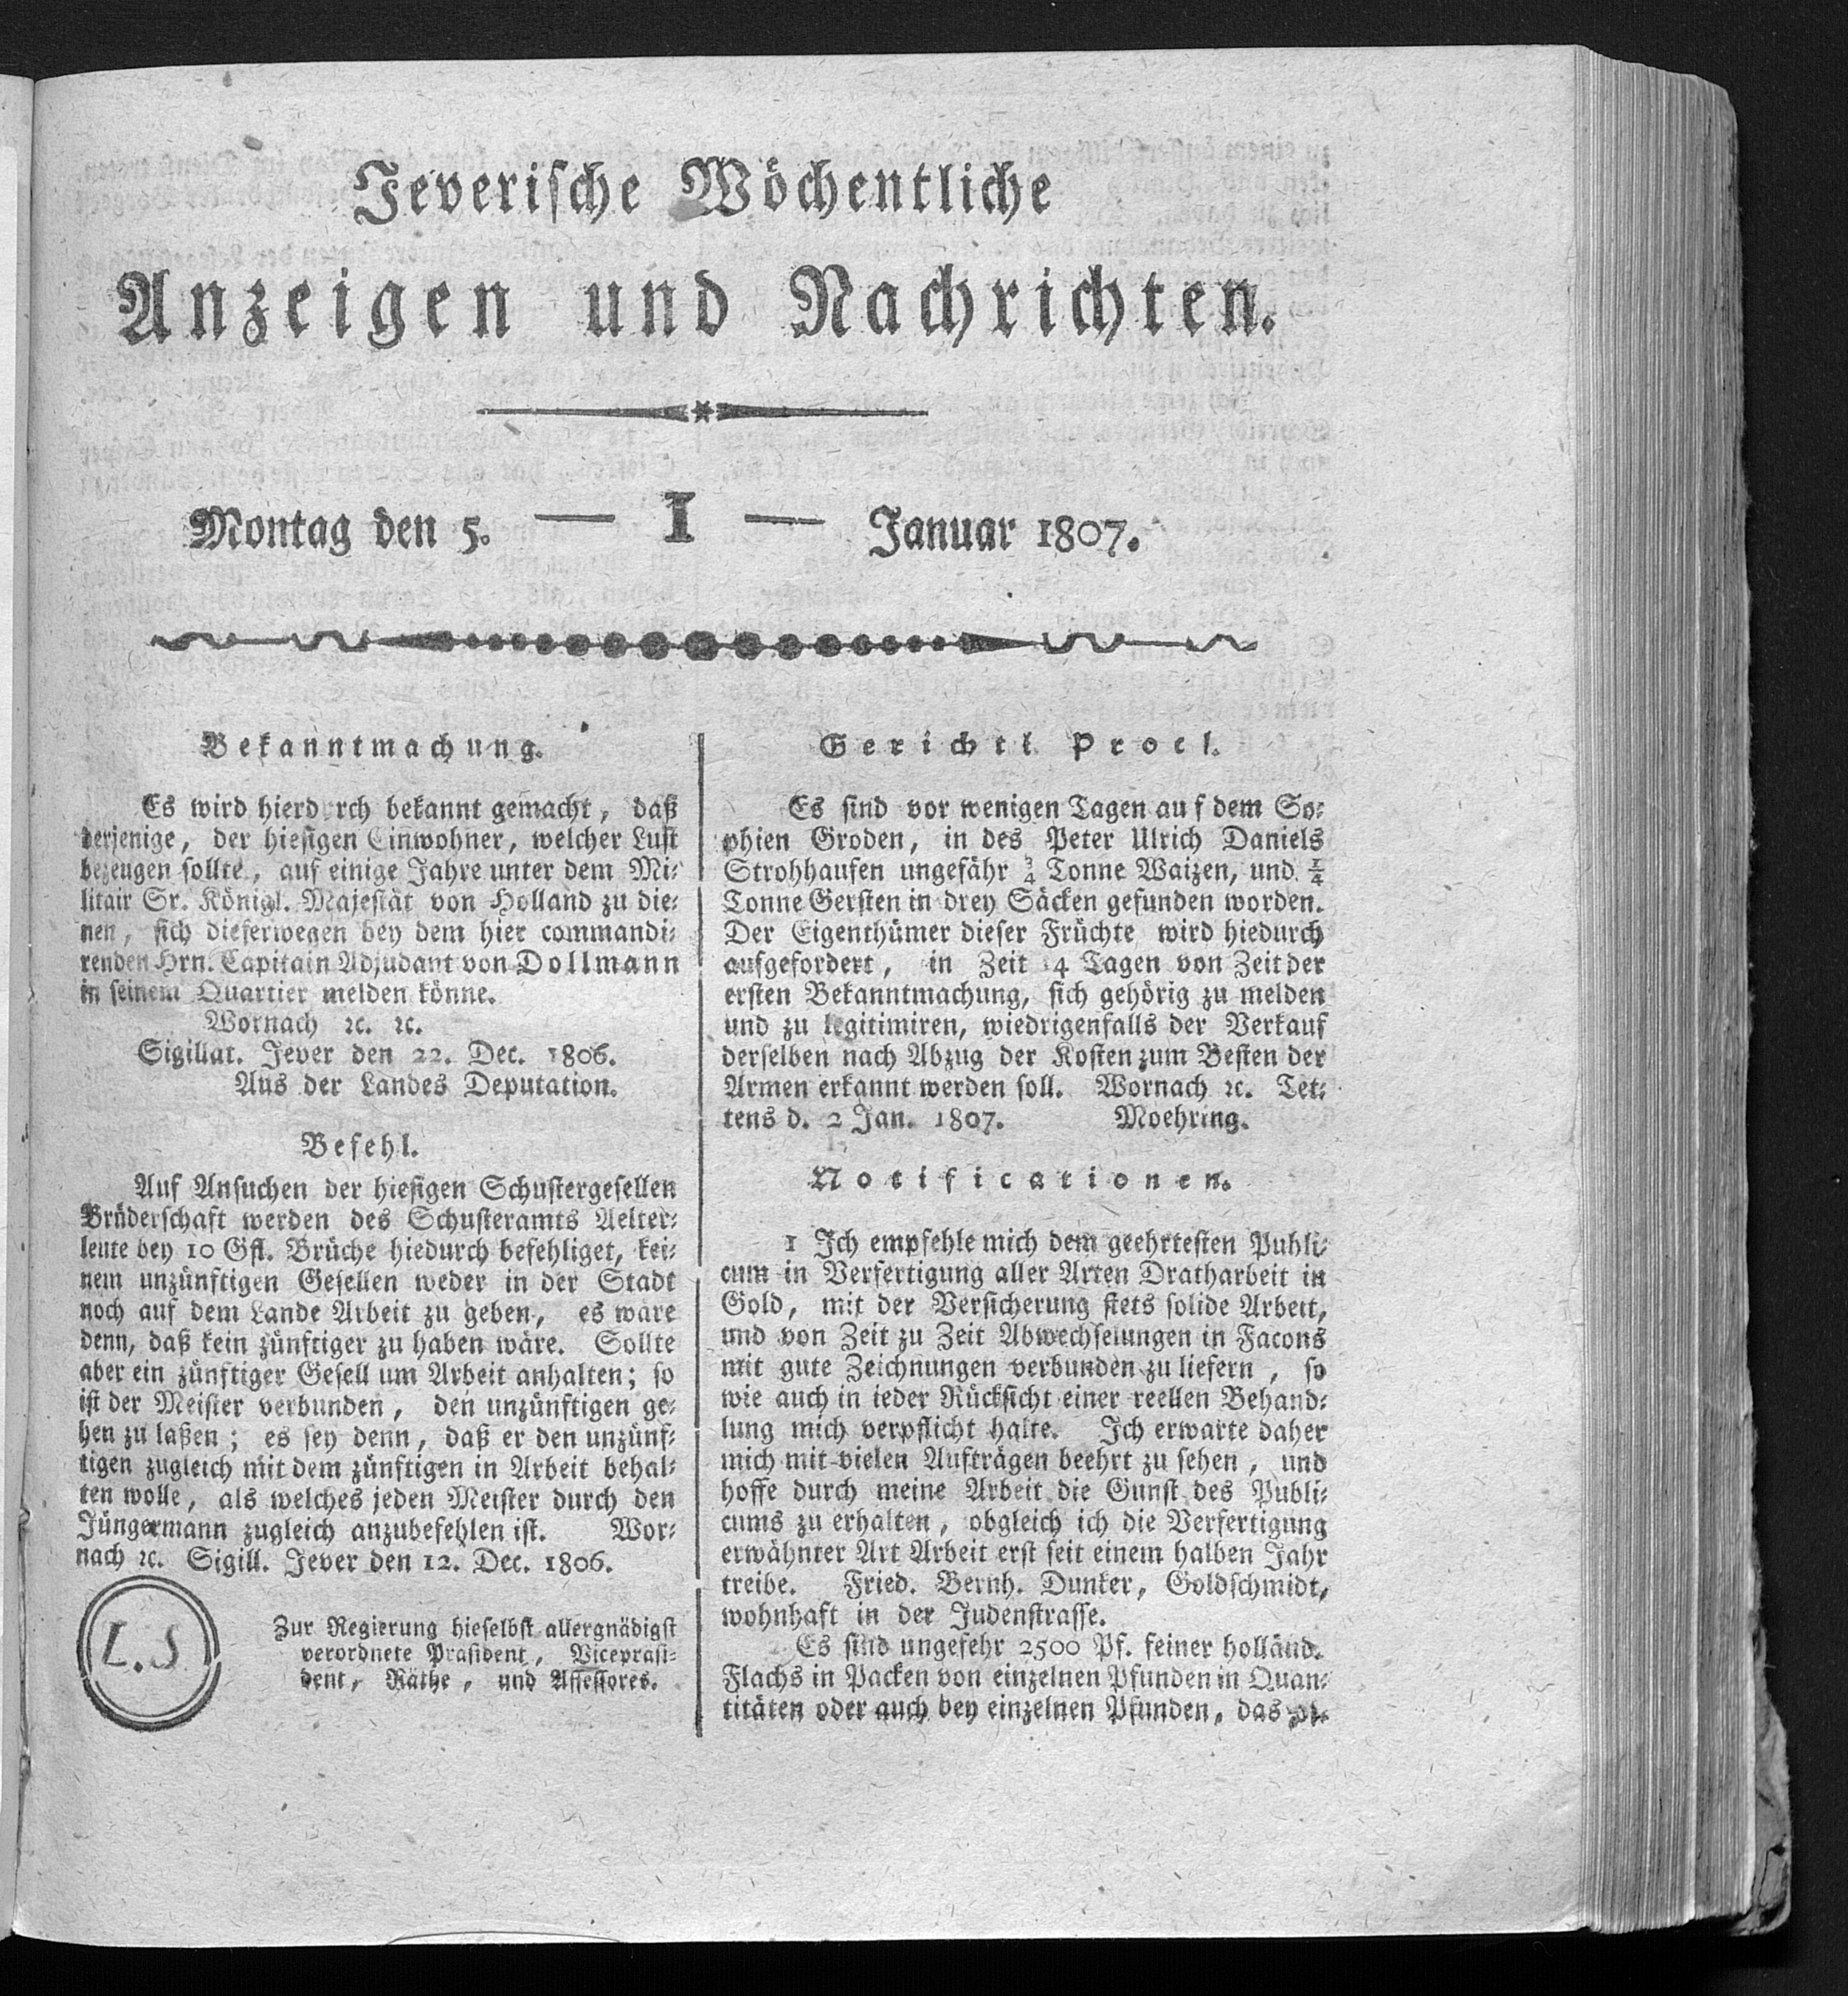 Jeverische Wöchentliche
Anzeigen und Nachrichten.
Montag den 5. — I — Januar 1807.
Bekanntmachung.
Es wird hierdurch bekannt gemacht, daß
derjenige, der hiesigen Einwohner, welcher Lust
bezeugen sollte, auf einige Jahre unter dem Mi-
litair Sr. Königl. Majestät von Holland zu die-
nen, sich dieserwegen bey dem hier commandi-
renden Hrn. Capitain Adjudant von Dollmann
in seinem Quartier melden könne.
Wornach ꝛc. ꝛc.
Sigillat. Jever den 22. Dec. 1806.
Aus der Landes Deputation.
Befehl.
Auf Ansuchen der hiesigen Schustergesellen
Brüderschaft werden des Schusteramts Aelter-
leute bey 10 Gfl. Brüche hiedurch befehliget, kei-
nem unzünftigen Gesellen weder in der Stadt
noch auf dem Lande Arbeit zu geben, es wäre
denn, daß kein zünftiger zu haben wäre. Sollte
aber ein zünftiger Gesell um Arbeit anhalten; so
ist der Meister verbunden, den unzünftigen ge-
hen zu laßen; es sey denn, daß er den unzünf-
tigen zugleich mit dem zünftigen in Arbeit behal-
ten wolle, als welches jeden Meister durch den
Jüngermann zugleich anzubefehlen ist. Wor-
nach ꝛc. Sigill. Jever den 12. Dec. 1806.
L.S
Zur Regierung hieselbst allergnädigst
verordnete Präsident, Vicepräsi-
dent, Räthe, und Assessores.
Gerichtl Procl.
Es sind vor wenigen Tagen auf dem So-
phien Groden, in des Peter Ulrich Daniels
Strohhaufen ungefähr ¾ Tonne Waizen, und ¼
Tonne Gersten in drey Säcken gefunden worden.
Der Eigenthümer dieser Früchte wird hiedurch
aufgefordert, in Zeit 4 Tagen von Zeit der
ersten Bekanntmachung, sich gehörig zu melden
und zu legitimiren, wiedrigenfalls der Verkauf
derselben nach Abzug der Kosten zum Besten der
Armen erkannt werden soll. Wornach ꝛc. Tet-
tens d. 2 Jan. 1807. Moehring.
Notificationen.
1 Ich empfehle mich dem geehrtesten Publi-
cum in Verfertigung aller Arten Dratharbeit in
Gold, mit der Versicherung stets solide Arbeit,
und von Zeit zu Zeit Abwechselungen in Facons
mit gute Zeichnungen verbunden zu liefern, so
wie auch in ieder Rücksicht einer reellen Behand-
lung mich verpflicht halte. Ich erwarte daher
mich mit vielen Aufträgen beehrt zu sehen, und
hoffe durch meine Arbeit die Gunst des Publi-
cums zu erhalten, obgleich ich die Verfertigung
erwähnter Art Arbeit erst seit einem halben Jahr
treibe. Fried. Bernh. Dunker, Goldschmidt,
wohnhaft in der Judenstrasse.
Es sind ungefehr 2500 Pf. feiner holländ.
Flachs in Packen von einzelnen Pfunden in Quan-
titäten oder auch bey einzelnen Pfunden, das